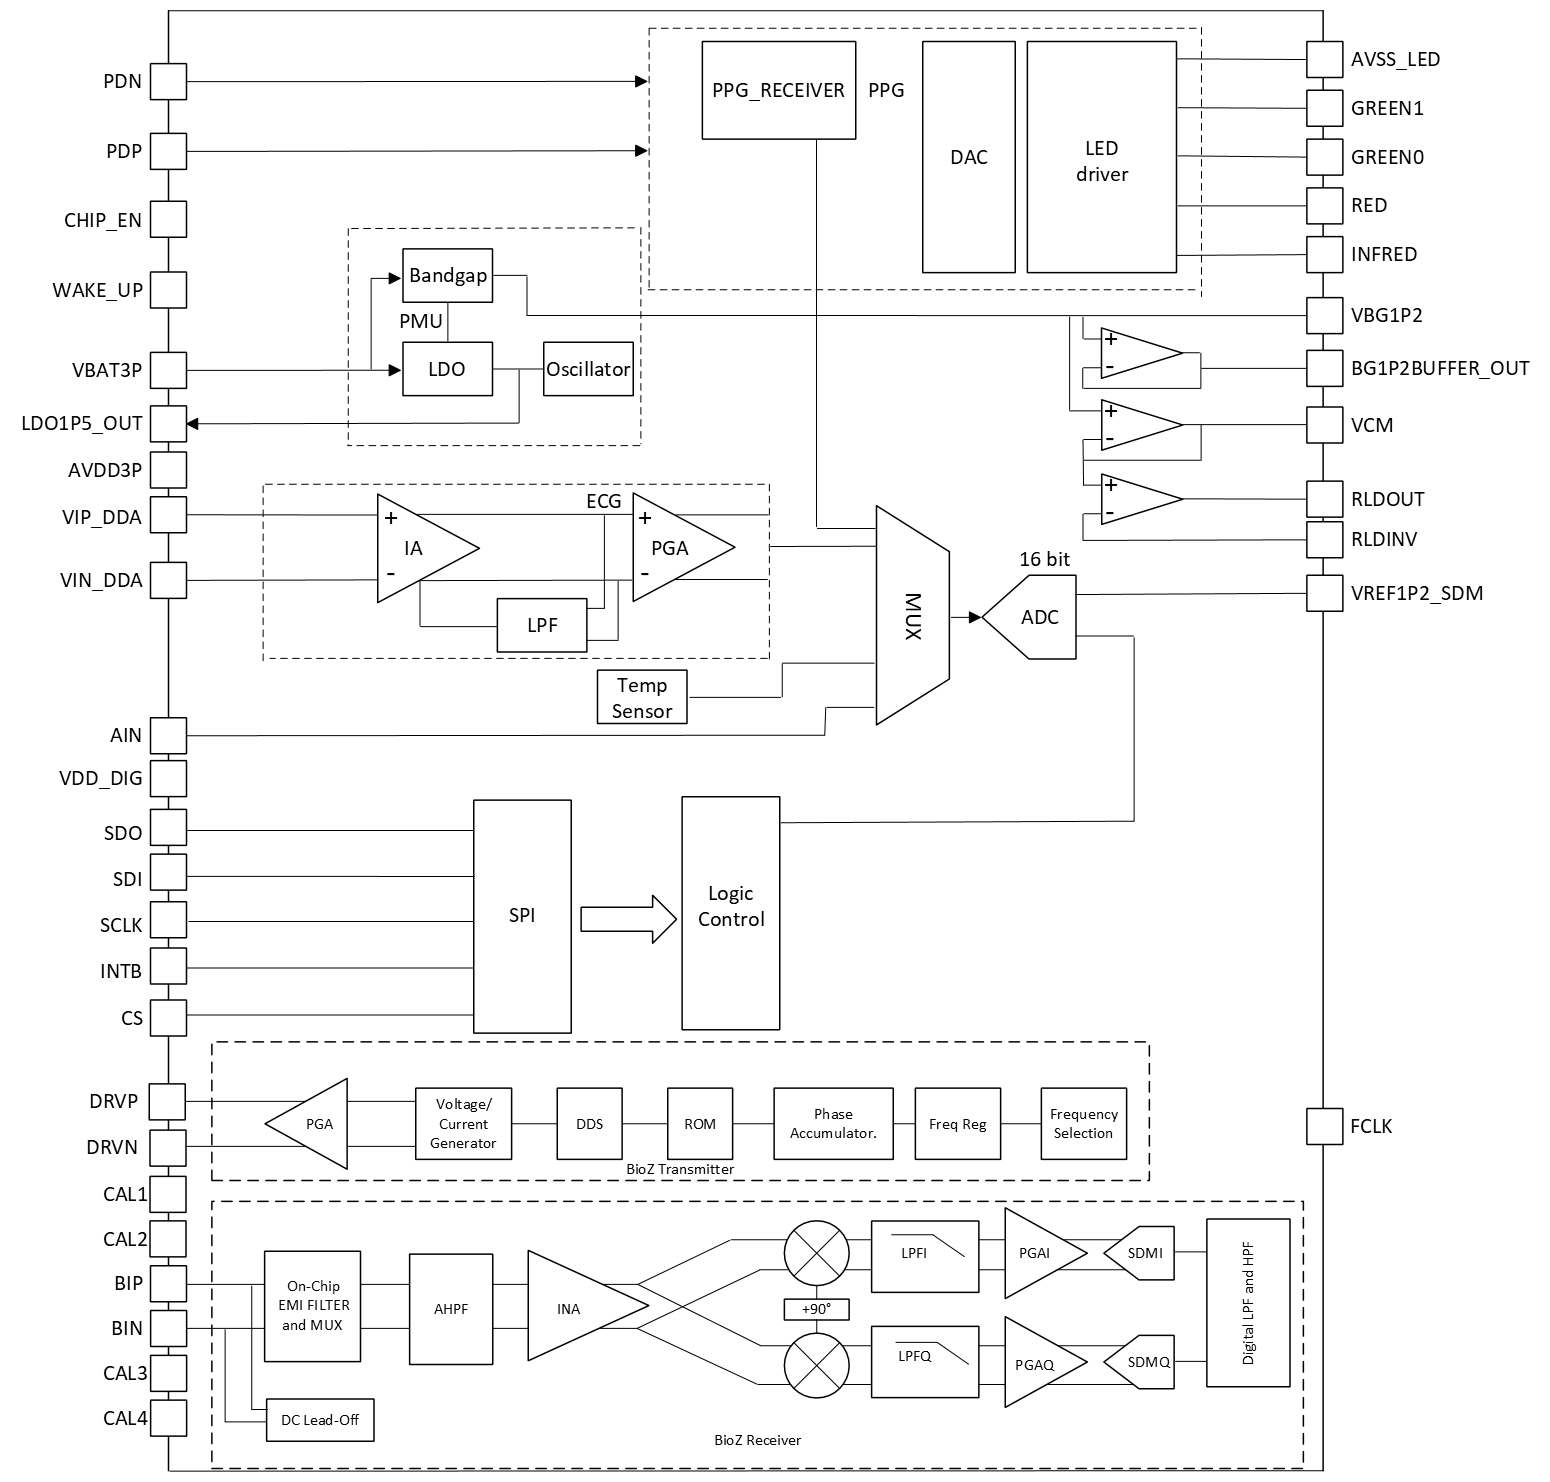 PDN
PDP
CHIP_EN
WAKE_UP
VBAT3P
LDO1P5_OUT
AVDD3P
VIP_DDA
VIN_DDA
AIN
VDD_DIG
SDO
SDI
SCLK
INTB
CS
DRVP
DRVN
CAL1
CAL2
BIP
BIN
CAL3
CAL4
PPG_RECEIVER
PPG
DAC
LED
driver
Bandgap
PMU
LDO
Oscillator
ECG
+
IA
-
+
PGA
-
LPF
Temp
Sensor
MUX
16 bit
ADC
+
-
+
-
+
-
SPI
Logic
Control
PGA
Voltage/
Current
Generator
DDS
ROM
Phase
Accumulator.
Freq Reg
Frequency
Selection
BioZ Transmitter
On-Chip
EMI FILTER
and MUX
AHPF
INA
+90°
LPFI
PGAI
SDMI
LPFQ
PGAQ
SDMQ
Digital LPF and HPF
DC Lead-Off
BioZ Receiver
AVSS_LED
GREEN1
GREEN0
RED
INFRED
VBG1P2
BG1P2BUFFER_OUT
VCM
RLDOUT
RLDINV
VREF1P2_SDM
FCLK